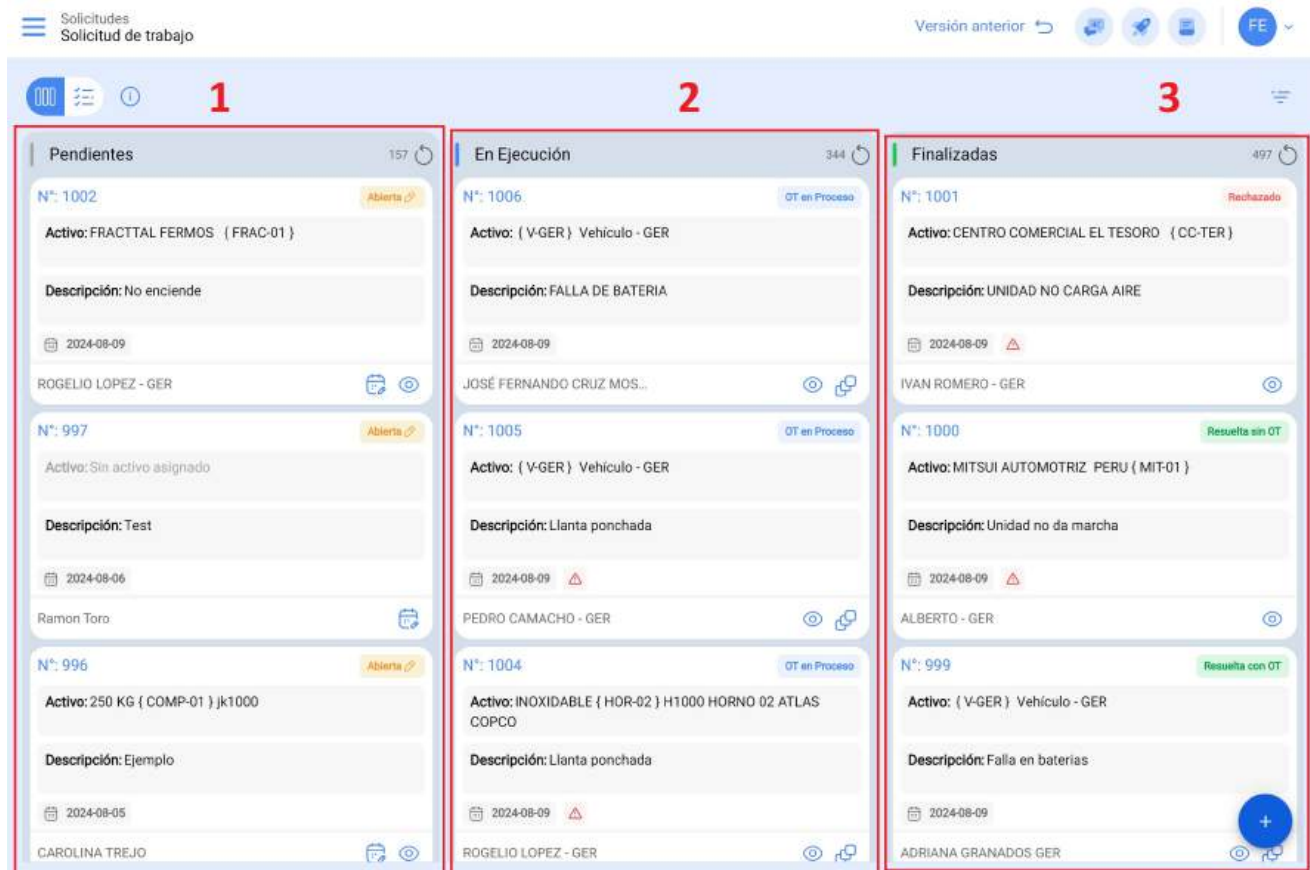 Solicitudes
Solicitud de trabajo
Versión anterior
FE
1
2
3
Pendientes
157
N°: 1002
Abierta
Activo: FRACTTAL FERMOS { FRAC-01 }
Descripción: No enciende
2024-08-09
ROGELIO LOPEZ - GER
N°: 997
Abierta
Activo: Sin activo asignado
Descripción: Test
2024-08-06
Ramon Toro
N°: 996
Abierta
Activo: 250 KG { COMP-01 } jk1000
Descripción: Ejemplo
2024-08-05
CAROLINA TREJO
En Ejecución
344
N°: 1006
OT en Proceso
Activo: { V-GER } Vehículo - GER
Descripción: FALLA DE BATERIA
2024-08-09
JOSÉ FERNANDO CRUZ MOS...
N°: 1005
OT en Proceso
Activo: { V-GER } Vehículo - GER
Descripción: Llanta ponchada
2024-08-09
PEDRO CAMACHO - GER
N°: 1004
OT en Proceso
Activo: INOXIDABLE { HOR-02 } H1000 HORNO 02 ATLAS
COPCO
Descripción: Llanta ponchada
2024-08-09
ROGELIO LOPEZ - GER
Finalizadas
497
N°: 1001
Rechazado
Activo: CENTRO COMERCIAL EL TESORO { CC-TER }
Descripción: UNIDAD NO CARGA AIRE
2024-08-09
IVAN ROMERO - GER
N°: 1000
Resuelta sin OT
Activo: MITSUI AUTOMOTRIZ PERU { MIT-01 }
Descripción: Unidad no da marcha
2024-08-09
ALBERTO - GER
N°: 999
Resuelta con OT
Activo: { V-GER } Vehículo - GER
Descripción: Falla en baterias
2024-08-09
ADRIANA GRANADOS GER